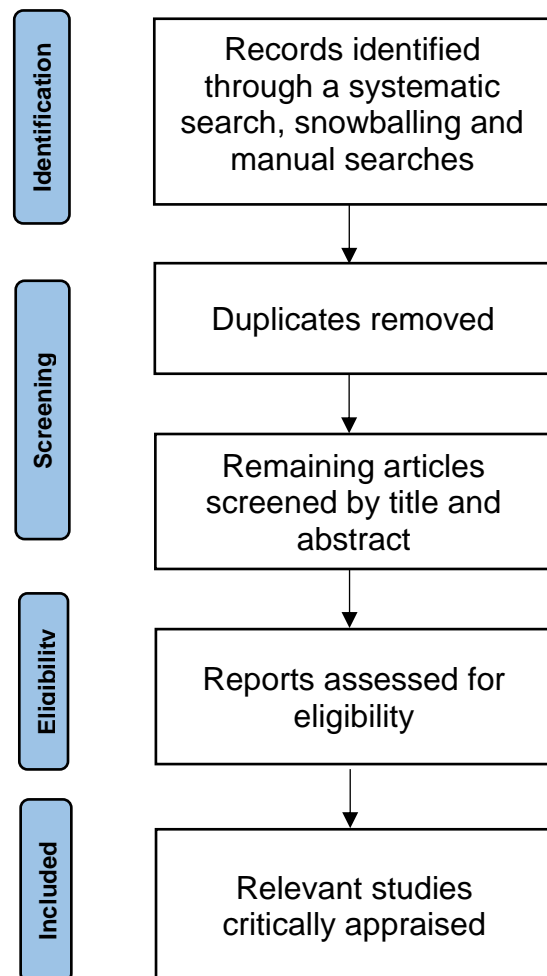 Identification
Records identified
through a systematic
search, snowballing and
manual searches
Screening
Duplicates removed
Remaining articles
screened by title and
abstract
Eligibility
Reports assessed for
eligibility
Included
Relevant studies
critically appraised